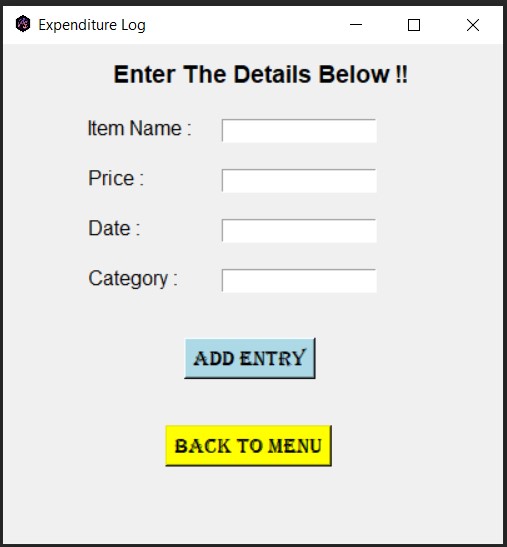 Expenditure Log
Enter The Details Below !!
Item Name :
Price :
Date :
Category :
ADD ENTRY
BACK TO MENU